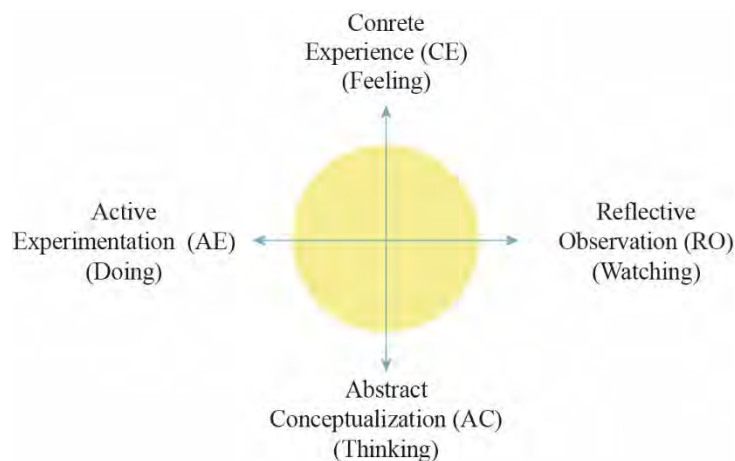 Conrete
Experience (CE)
(Feeling)
Active
Experimentation (AE)
(Doing)
Reflective
Observation (RO)
(Watching)
Abstract
Conceptualization (AC)
(Thinking)